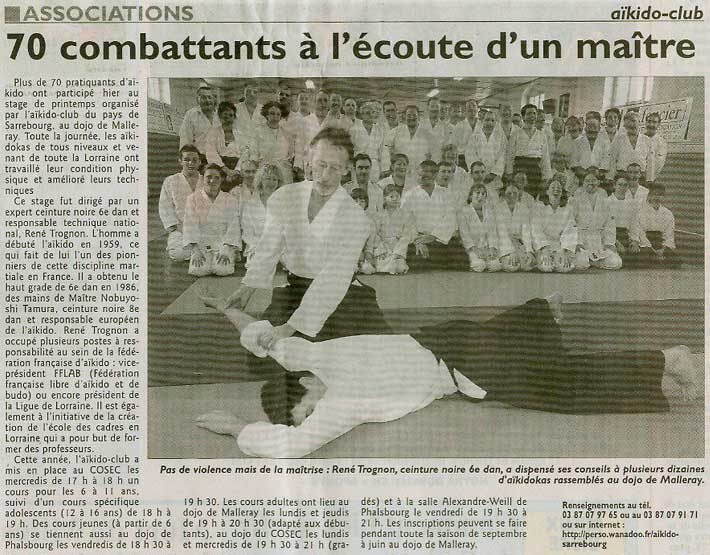 ASSOCIATIONS
aïkido-club
70 combattants à l'écoute d'un maître
Plus de 70 pratiquants d'aï-
kido ont participé hier au
stage de printemps organisé
par l'aïkido-club du pays de
Sarrebourg, au dojo de Malle-
ray. Toute la journée, les aïki-
dokas de tous niveaux et ve-
nant de toute la Lorraine ont
travaillé leur condition phy-
sique et amélioré leurs te-
chniques
Ce stage fut dirigé par un
expert ceinture noire 6e dan et
responsable technique natio-
nal, René Trognon. L'homme a
débuté l'aïkido en 1959, ce
qui fait de lui l'un des pion-
niers de cette discipline mar-
tiale en France. Il a obtenu le
haut grade de 6e dan en 1986,
des mains de Maître Nobuyo-
shi Tamura, ceinture noire 8e
dan et responsable européen
de l'aïkido. René Trognon a
occupé plusieurs postes à res-
ponsabilité au sein de la fédé-
ration française d'aïkido : vice-
président FFLAB (Fédération
française libre d'aïkido et de
budo) ou encore président de
la Ligue de Lorraine. Il est éga-
lement à l'initiative de la créa-
tion de l'école des cadres en
Lorraine qui a pour but de for-
mer des professeurs.
Cette année, l'aïkido-club a
mis en place au COSEC les
mercredis de 17 h à 18 h un
cours pour les 6 à 11 ans,
suivi d'un cours spécifique
adolescents (12 à 16 ans) de 18 h à
19 h. Des cours jeunes (à partir de 6
ans) se tiennent aussi au dojo de
Phalsbourg les vendredis de 18 h 30 à
Pas de violence mais de la maîtrise : René Trognon, ceinture noire 6e dan, a dispensé ses conseils à plusieurs dizaines
d'aïkidokas rassemblés au dojo de Malleray.
19 h 30. Les cours adultes ont lieu au
dojo de Malleray les lundis et jeudis
de 19 h à 20 h 30 (adapté aux débu-
tants), au dojo du COSEC les lundis
et mercredis de 19 h 30 à 21 h (gra-
dés) et à la salle Alexandre-Weill de
Phalsbourg le vendredi de 19 h 30 à
21 h. Les inscriptions peuvent se faire
pendant toute la saison de septembre
à juin au dojo de Malleray.
Renseignements au tél.
03 87 07 97 65 ou au 03 87 07 91 71
ou sur internet :
http://perso.wanadoo.fr/aikido-
sarrebourg